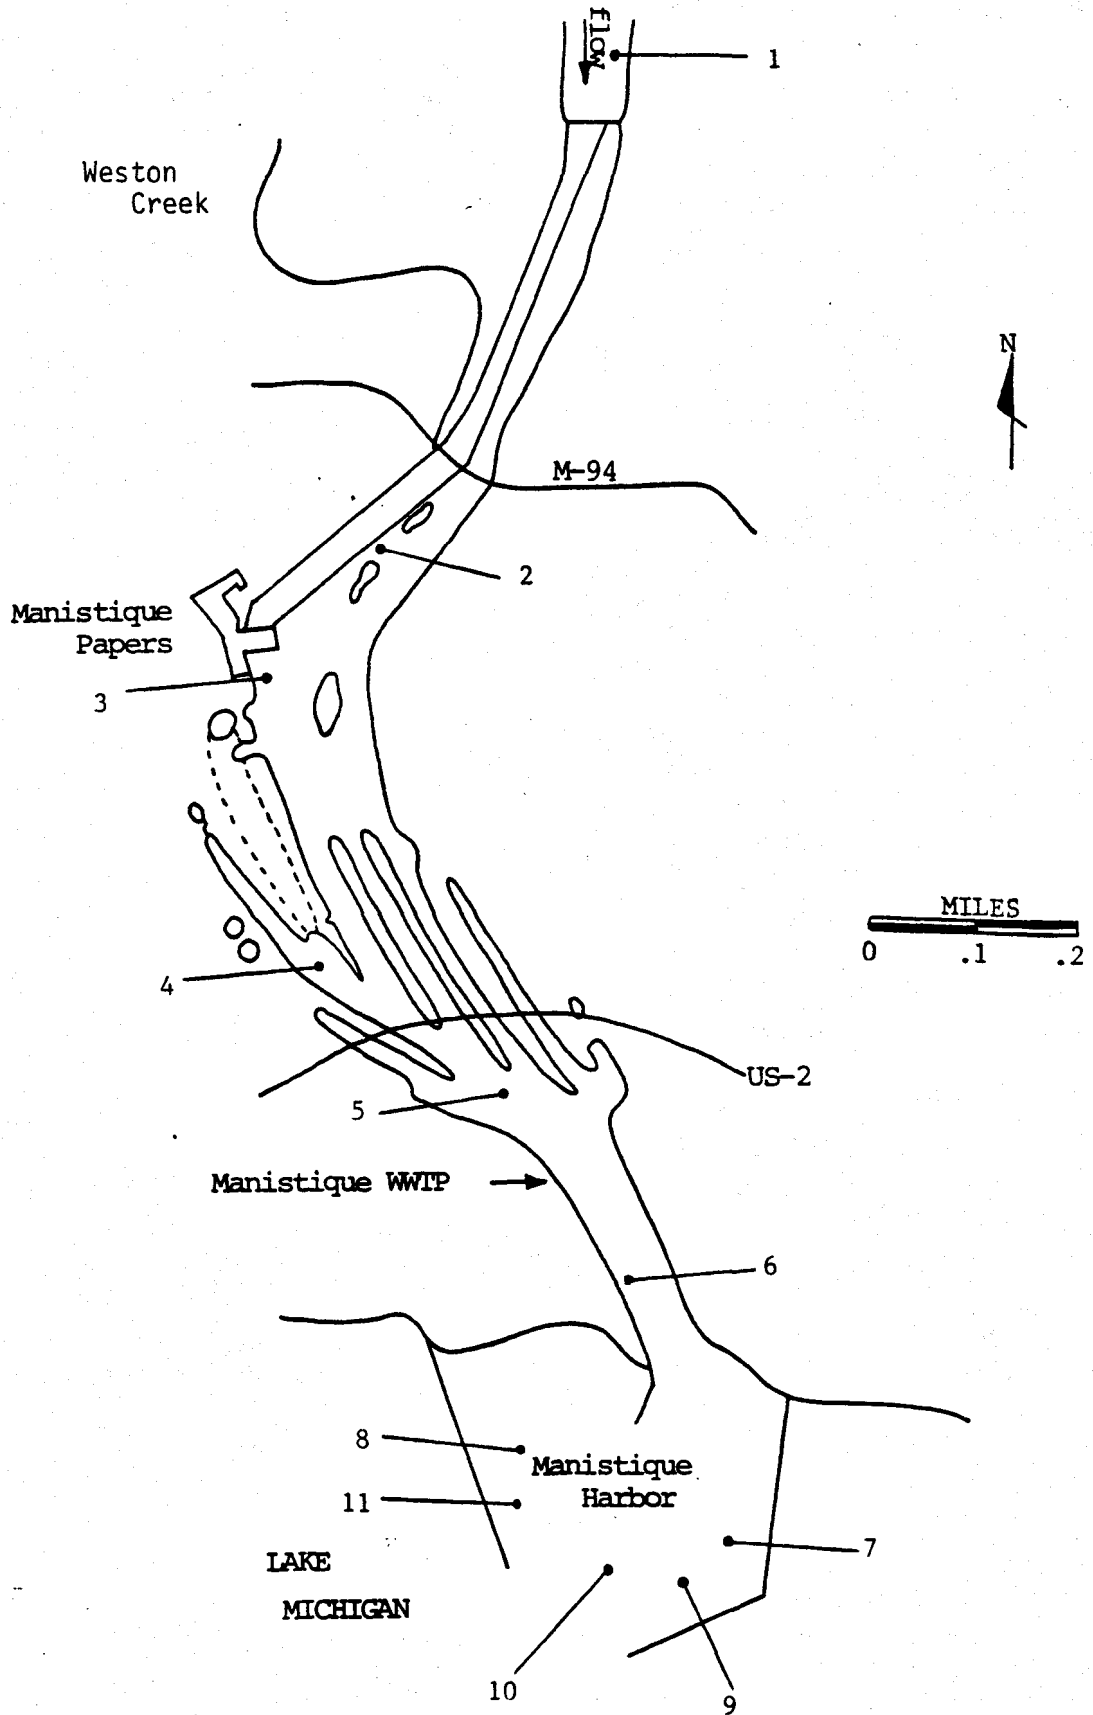 flow
1
Weston
Creek
N
M-94
2
Manistique
Papers
3
MILES
0 .1 .2
4
US-2
5
Manistique WWTP
6
8
Manistique
Harbor
11
7
LAKE
MICHIGAN
10
9